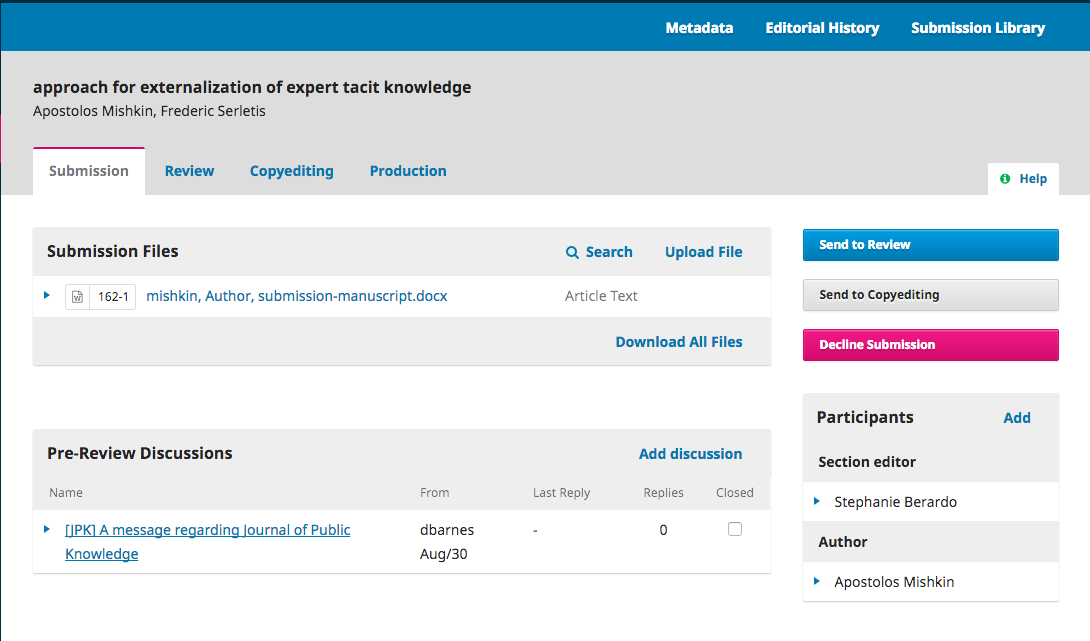 Metadata Editorial History Submission Library
approach for externalization of expert tacit knowledge
Apostolos Mishkin, Frederic Serletis
Submission Review Copyediting Production
Help
Submission Files Search Upload File
162-1 mishkin, Author, submission-manuscript.docx Article Text
Download All Files
Send to Review
Send to Copyediting
Decline Submission
Pre-Review Discussions Add discussion
Name From Last Reply Replies Closed
[JPK] A message regarding Journal of Public dbarnes - 0
Knowledge Aug/30
Participants Add
Section editor
Stephanie Berardo
Author
Apostolos Mishkin